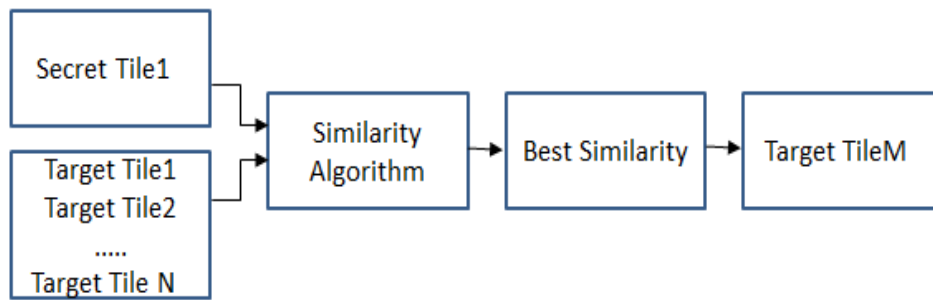 Secret Tile1
Target Tile1
Target Tile2
.....
Target Tile N
Similarity
Algorithm
Best Similarity
Target TileM